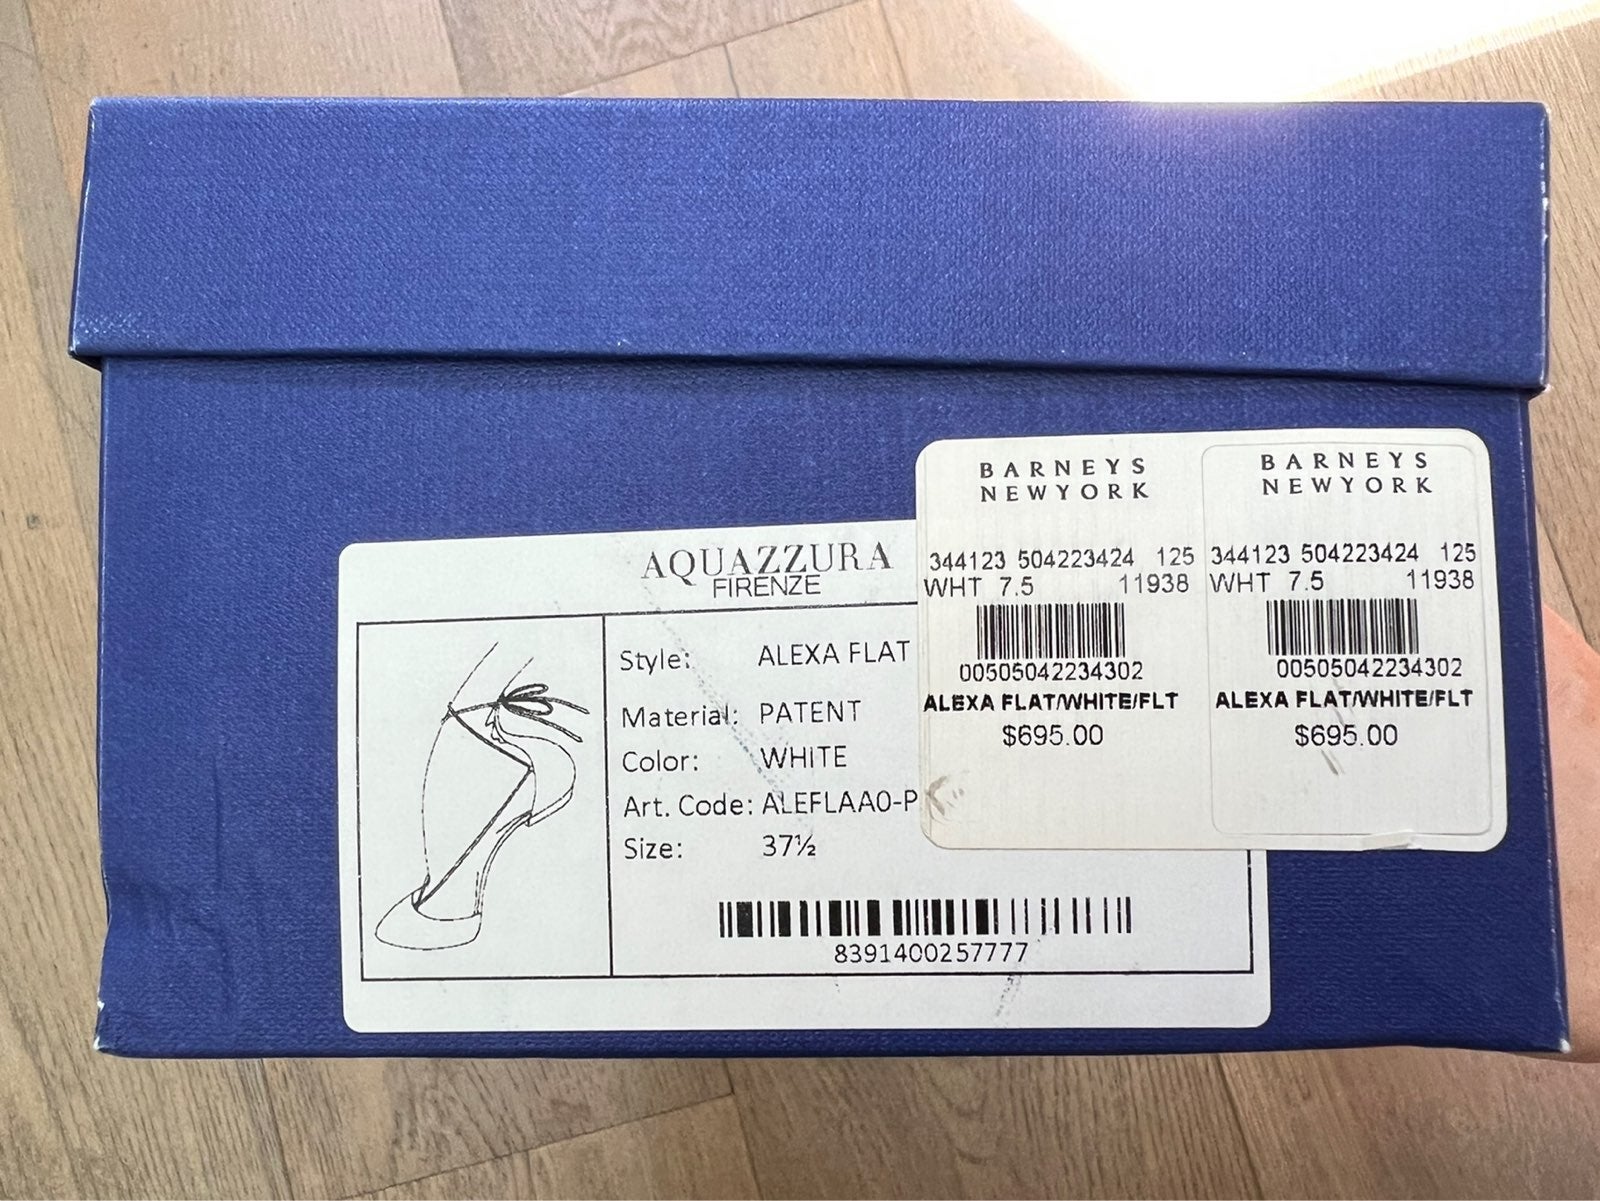 AQUAZZURA
FIRENZE
Style: ALEXA FLAT
Material: PATENT
Color: WHITE
Art. Code: ALEFLAA0-P
Size: 37½
8391400257777
BARNEYS
NEWYORK
344123 504223424 125
WHT 7.5 11938
00505042234302
ALEXA FLAT/WHITE/FLT
$695.00
BARNEYS
NEWYORK
344123 504223424 125
WHT 7.5 11938
00505042234302
ALEXA FLAT/WHITE/FLT
$695.00